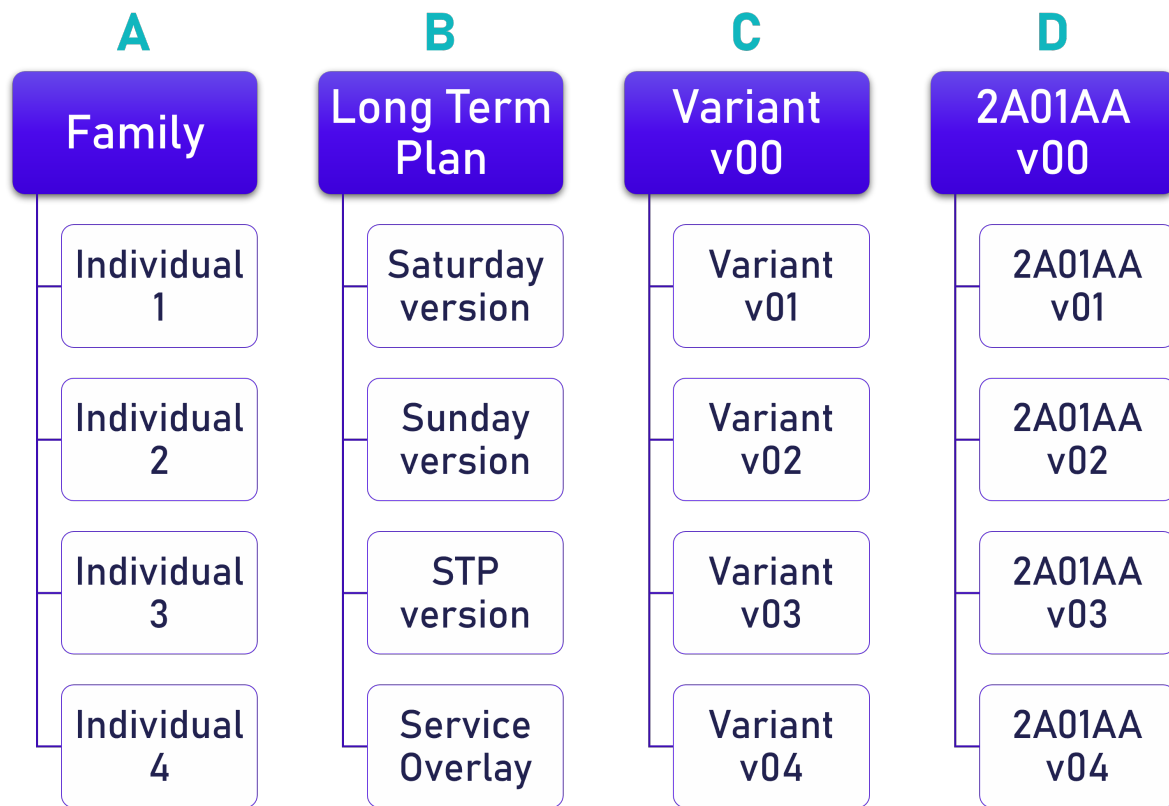 A
Family
Individual
1
Individual
2
Individual
3
Individual
4
B
Long Term
Plan
Saturday
version
Sunday
version
STP
version
Service
Overlay
C
Variant
v00
Variant
v01
Variant
v02
Variant
v03
Variant
v04
D
2A01AA
v00
2A01AA
v01
2A01AA
v02
2A01AA
v03
2A01AA
v04